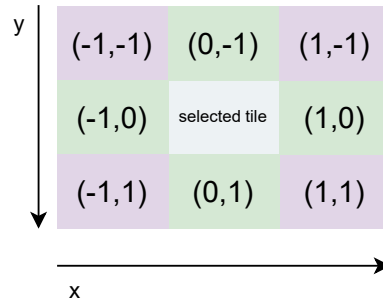 y
(-1,-1) (0,-1) (1,-1)
(-1,0) selected tile (1,0)
(-1,1) (0,1) (1,1)
x